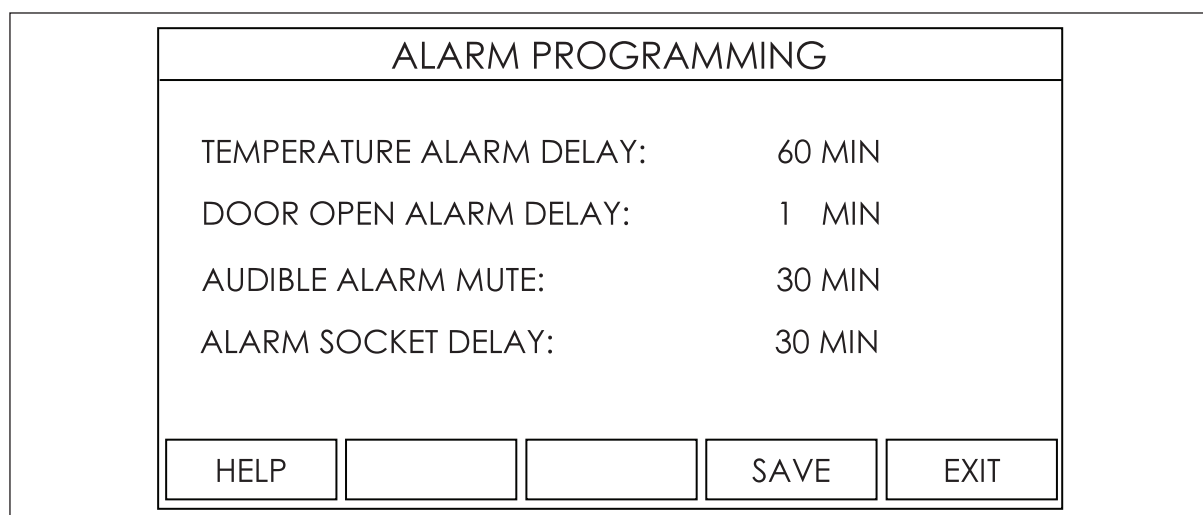 ALARM PROGRAMMING
TEMPERATURE ALARM DELAY: 60 MIN
DOOR OPEN ALARM DELAY: 1 MIN
AUDIBLE ALARM MUTE: 30 MIN
ALARM SOCKET DELAY: 30 MIN
HELP SAVE EXIT